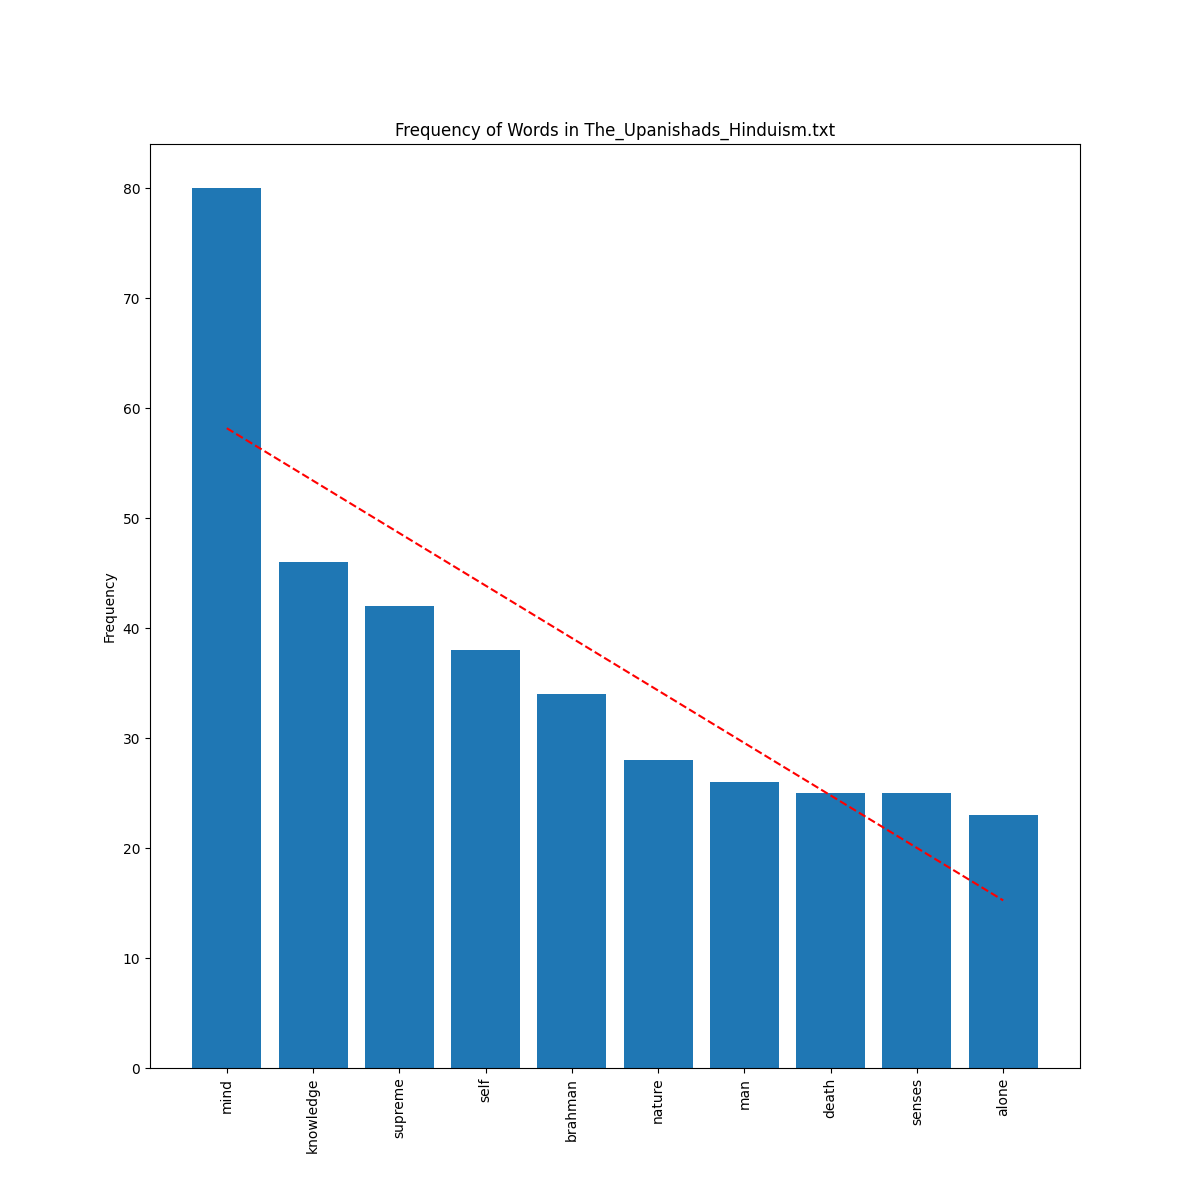 Frequency of Words in The_Upanishads_Hinduism.txt
Frequency
80
70
60
50
40
30
20
10
0
mind
knowledge
supreme
self
brahman
nature
man
death
senses
alone